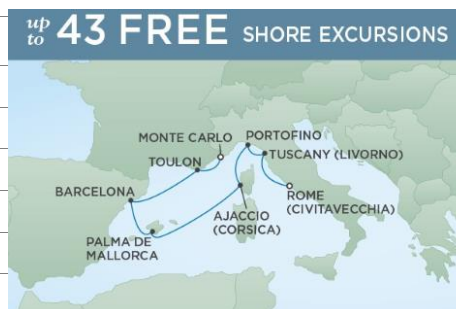 up to 43 FREE SHORE EXCURSIONS
MONTE CARLO
PORTOFINO
TOULON
TUSCANY (LIVORNO)
BARCELONA
ROME
(CIVITAVECCHIA)
AJACCIO
(CORSICA)
PALMA DE
MALLORCA